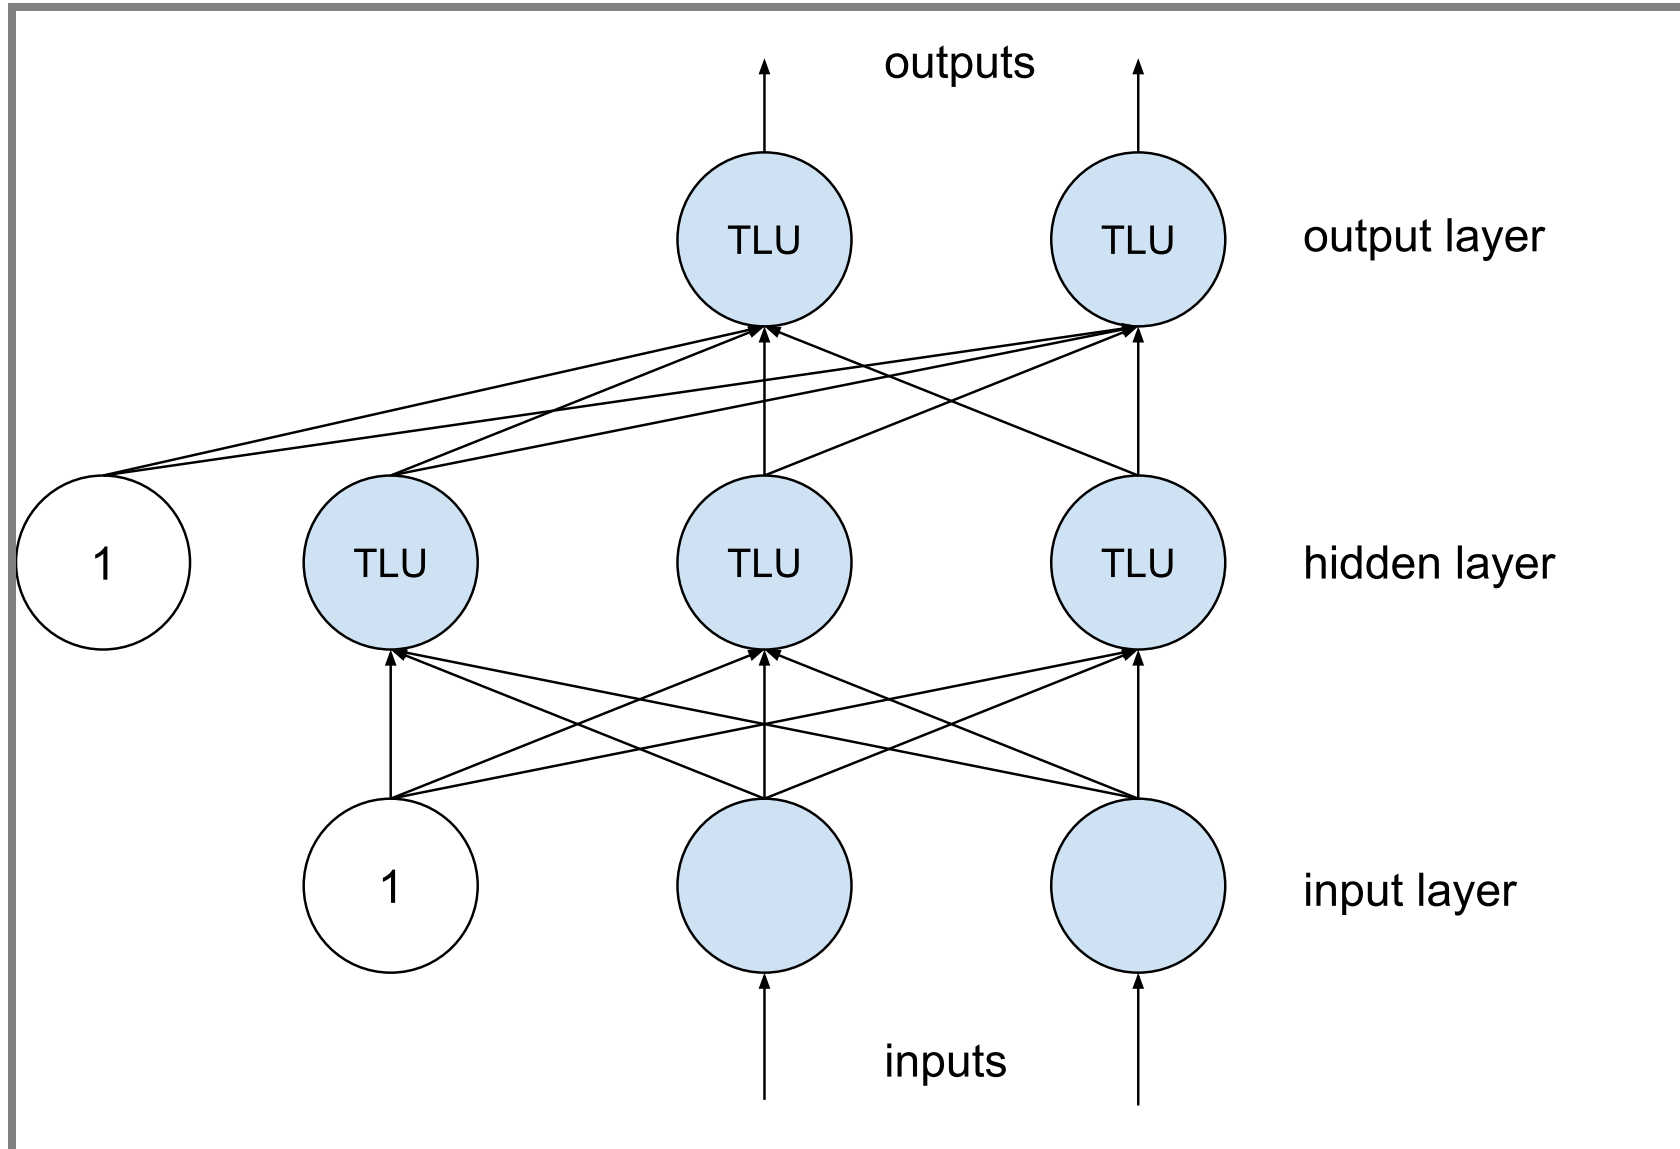 outputs
TLU
TLU
output layer
1
TLU
TLU
TLU
hidden layer
1
input layer
inputs